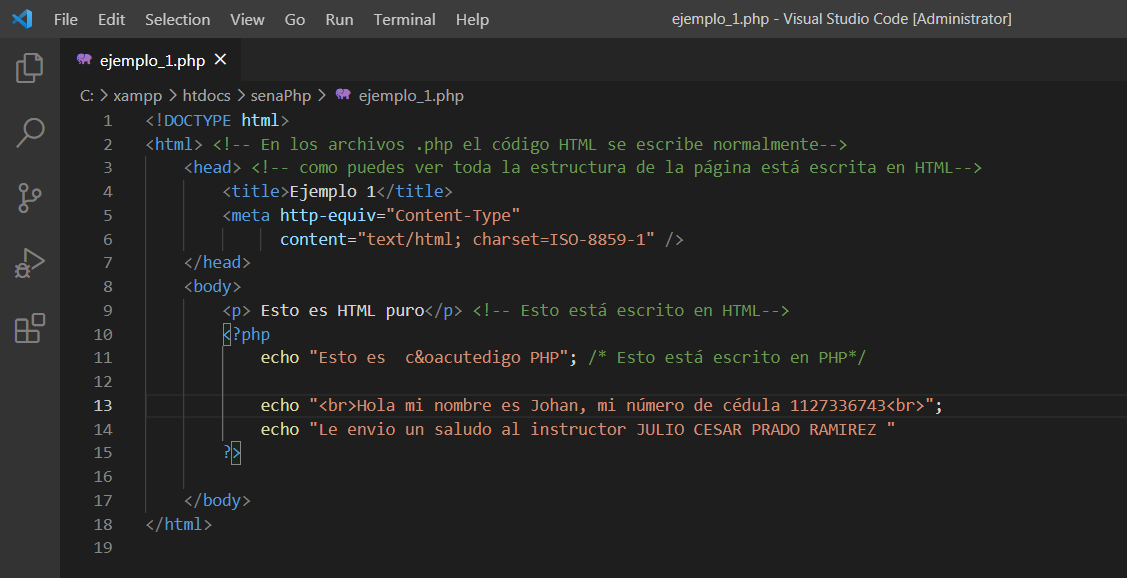 File Edit Selection View Go Run Terminal Help ejemplo_1.php - Visual Studio Code [Administrator]
ejemplo_1.php
C: > xampp > htdocs > senaPhp > ejemplo_1.php
1 <!DOCTYPE html>
2 <html> <!-- En los archivos .php el código HTML se escribe normalmente-->
3 <head> <!-- como puedes ver toda la estructura de la página está escrita en HTML-->
4 <title>Ejemplo 1</title>
5 <meta http-equiv="Content-Type"
6 content="text/html; charset=ISO-8859-1" />
7 </head>
8 <body>
9 <p> Esto es HTML puro</p> <!-- Esto está escrito en HTML-->
10 <?php
11 echo "Esto es  c&oacutedigo PHP"; /* Esto está escrito en PHP*/
12
13 echo "<br>Hola mi nombre es Johan, mi número de cédula 1127336743<br>";
14 echo "Le envio un saludo al instructor JULIO CESAR PRADO RAMIREZ "
15 ?>
16
17 </body>
18 </html>
19